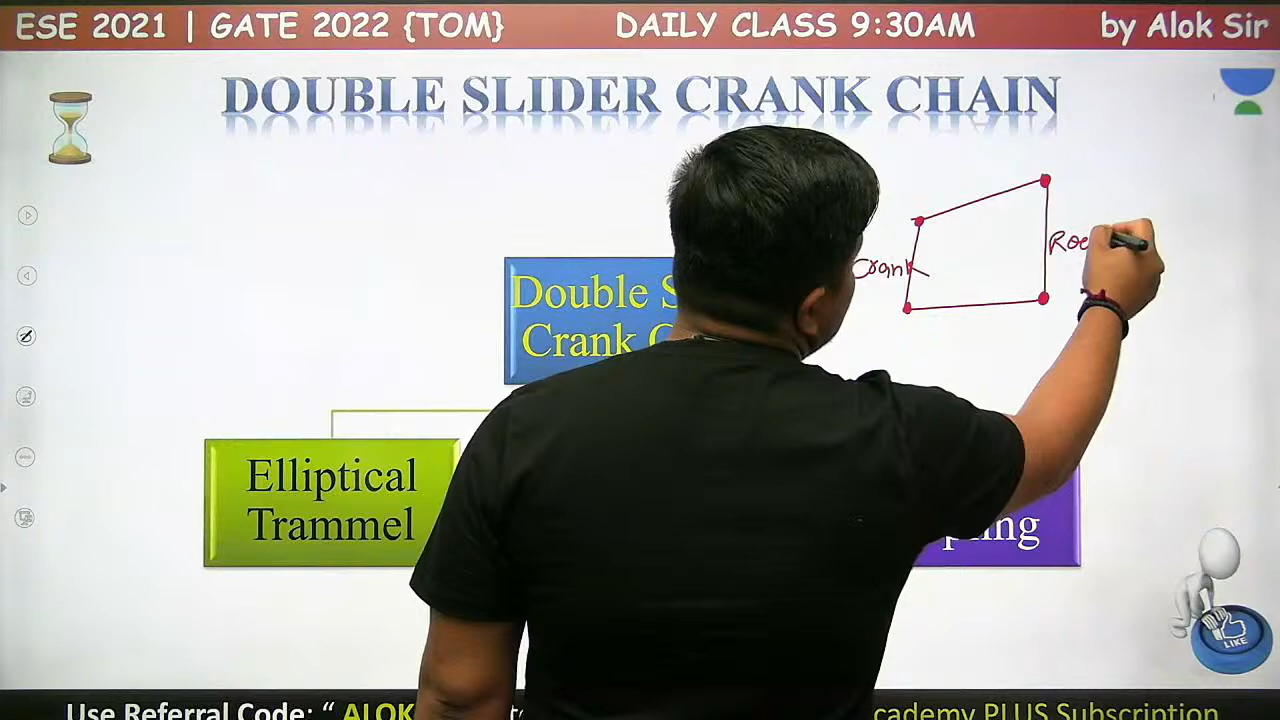 ESE 2021 | GATE 2022 {TOM} DAILY CLASS 9:30AM by Alok Sir
DOUBLE SLIDER CRANK CHAIN
Crank
Double
Crank
Elliptical
Trammel
LIKE
Use Referral Code: “ ALOK
cademy PLUS Subscription